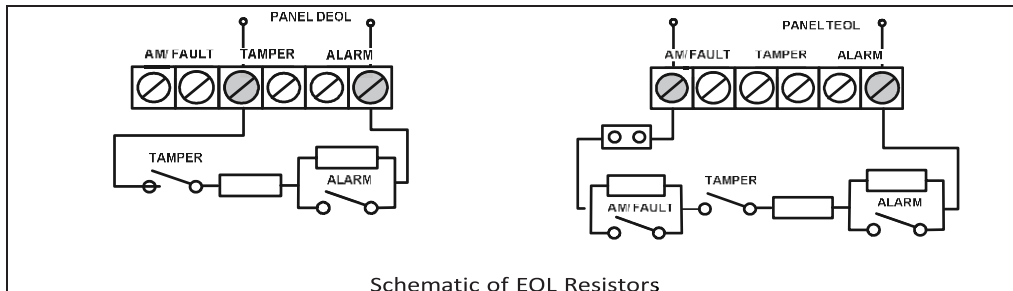 PANEL DEOL
AM/FAULT TAMPER ALARM
TAMPER
ALARM
PANEL TEOL
AM/FAULT TAMPER ALARM
AM/FAULT
TAMPER
ALARM
Schematic of EOL Resistors